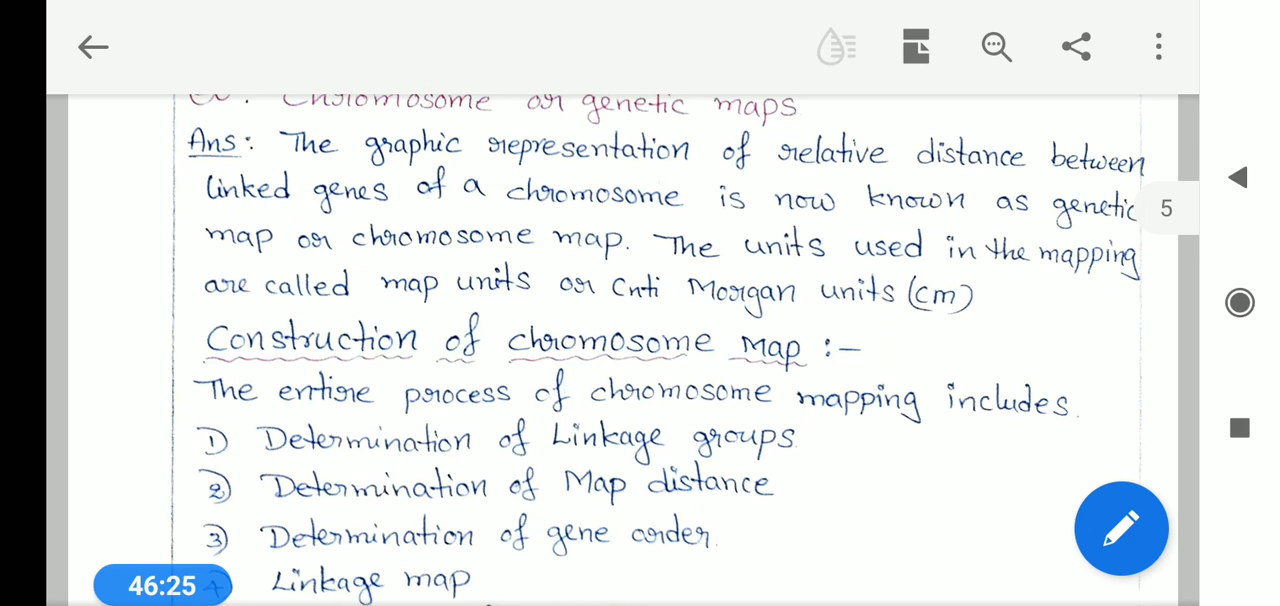 Chromosome or genetic maps
Ans: The graphic representation of relative distance between
linked genes of a chromosome is now known as genetic
map or chromosome map. The units used in the mapping
are called map units or Cnti Morgan units (cm)
Construction of chromosome Map :-
The entire process of chromosome mapping includes.
1) Determination of Linkage groups
2) Determination of Map distance
3) Determination of gene order.
Linkage map
5
46:25